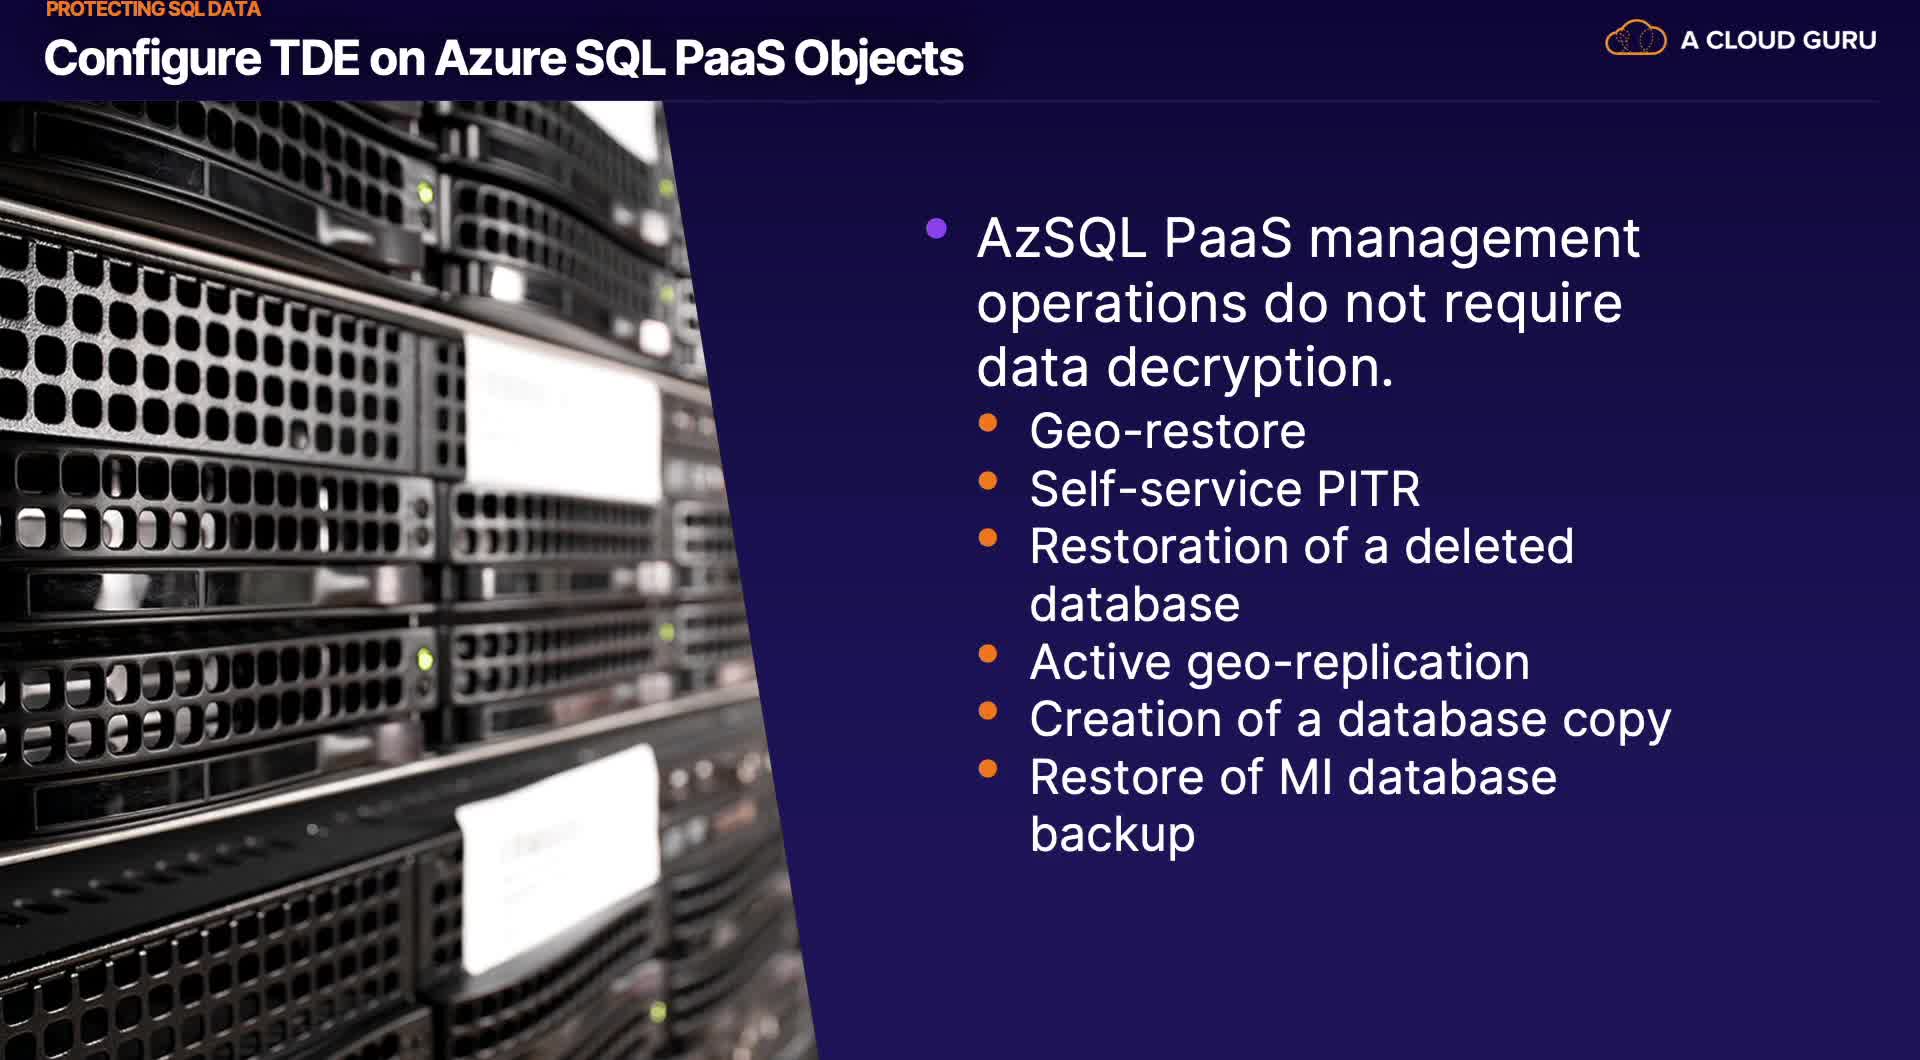 PROTECTING SQL DATA
Configure TDE on Azure SQL PaaS Objects
A CLOUD GURU
AzSQL PaaS management
operations do not require
data decryption.
Geo-restore
Self-service PITR
Restoration of a deleted
database
Active geo-replication
Creation of a database copy
Restore of MI database
backup